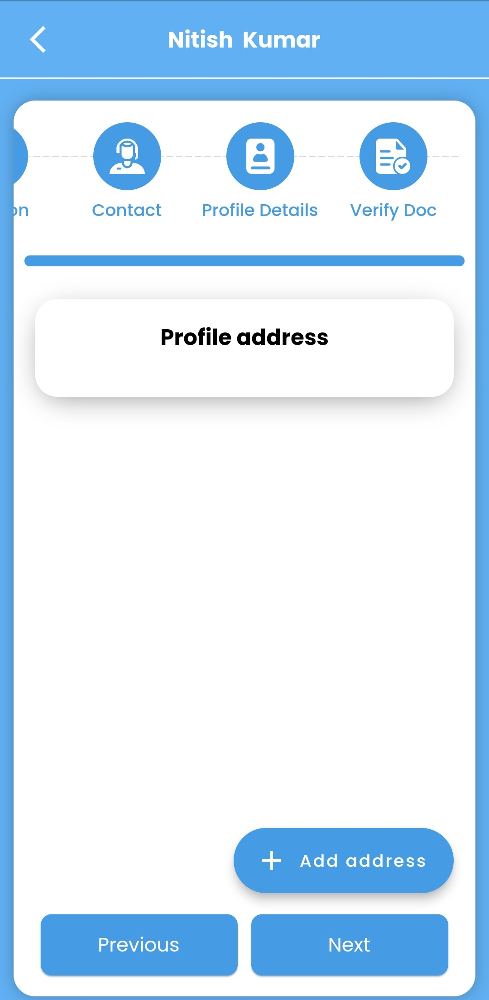 Nitish Kumar
on
Contact
Profile Details
Verify Doc
Profile address
Add address
Previous
Next